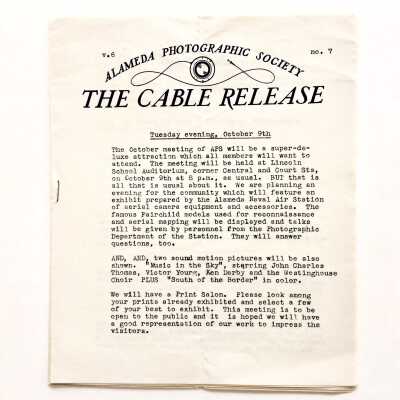 v.6
no. 7
ALAMEDA PHOTOGRAPHIC SOCIETY
THE CABLE RELEASE
Tuesday evening, October 9th
The October meeting of APS will be a super-de-
luxe attraction which all members will want to
attend. The meeting will be held at Lincoln
School Auditorium, corner Central and Court Sts,
on October 9th at 8 p.m., as usual. BUT that is
all that is usual about it. We are planning an
evening for the community which will feature an
exhibit prepared by the Alameda Naval Air Station
of aerial camera equipment and accessories. The
famous Fairchild models used for reconnaissance
and aerial mapping will be displayed and talks
will be given by personnel from the Photographic
Department of the Station. They will answer
questions, too.
AND, AND, two sound motion pictures will be also
shown. "Music in the Sky", starring John Charles
Thomas, Victor Young, Ken Darby and the Westinghouse
Choir PLUS "South of the Border" in color.
We will have a Print Salon. Please look among
your prints already exhibited and select a few
of your best to exhibit. This meeting is to be
open to the public and it is hoped we will have
a good representation of our work to impress the
visitors.